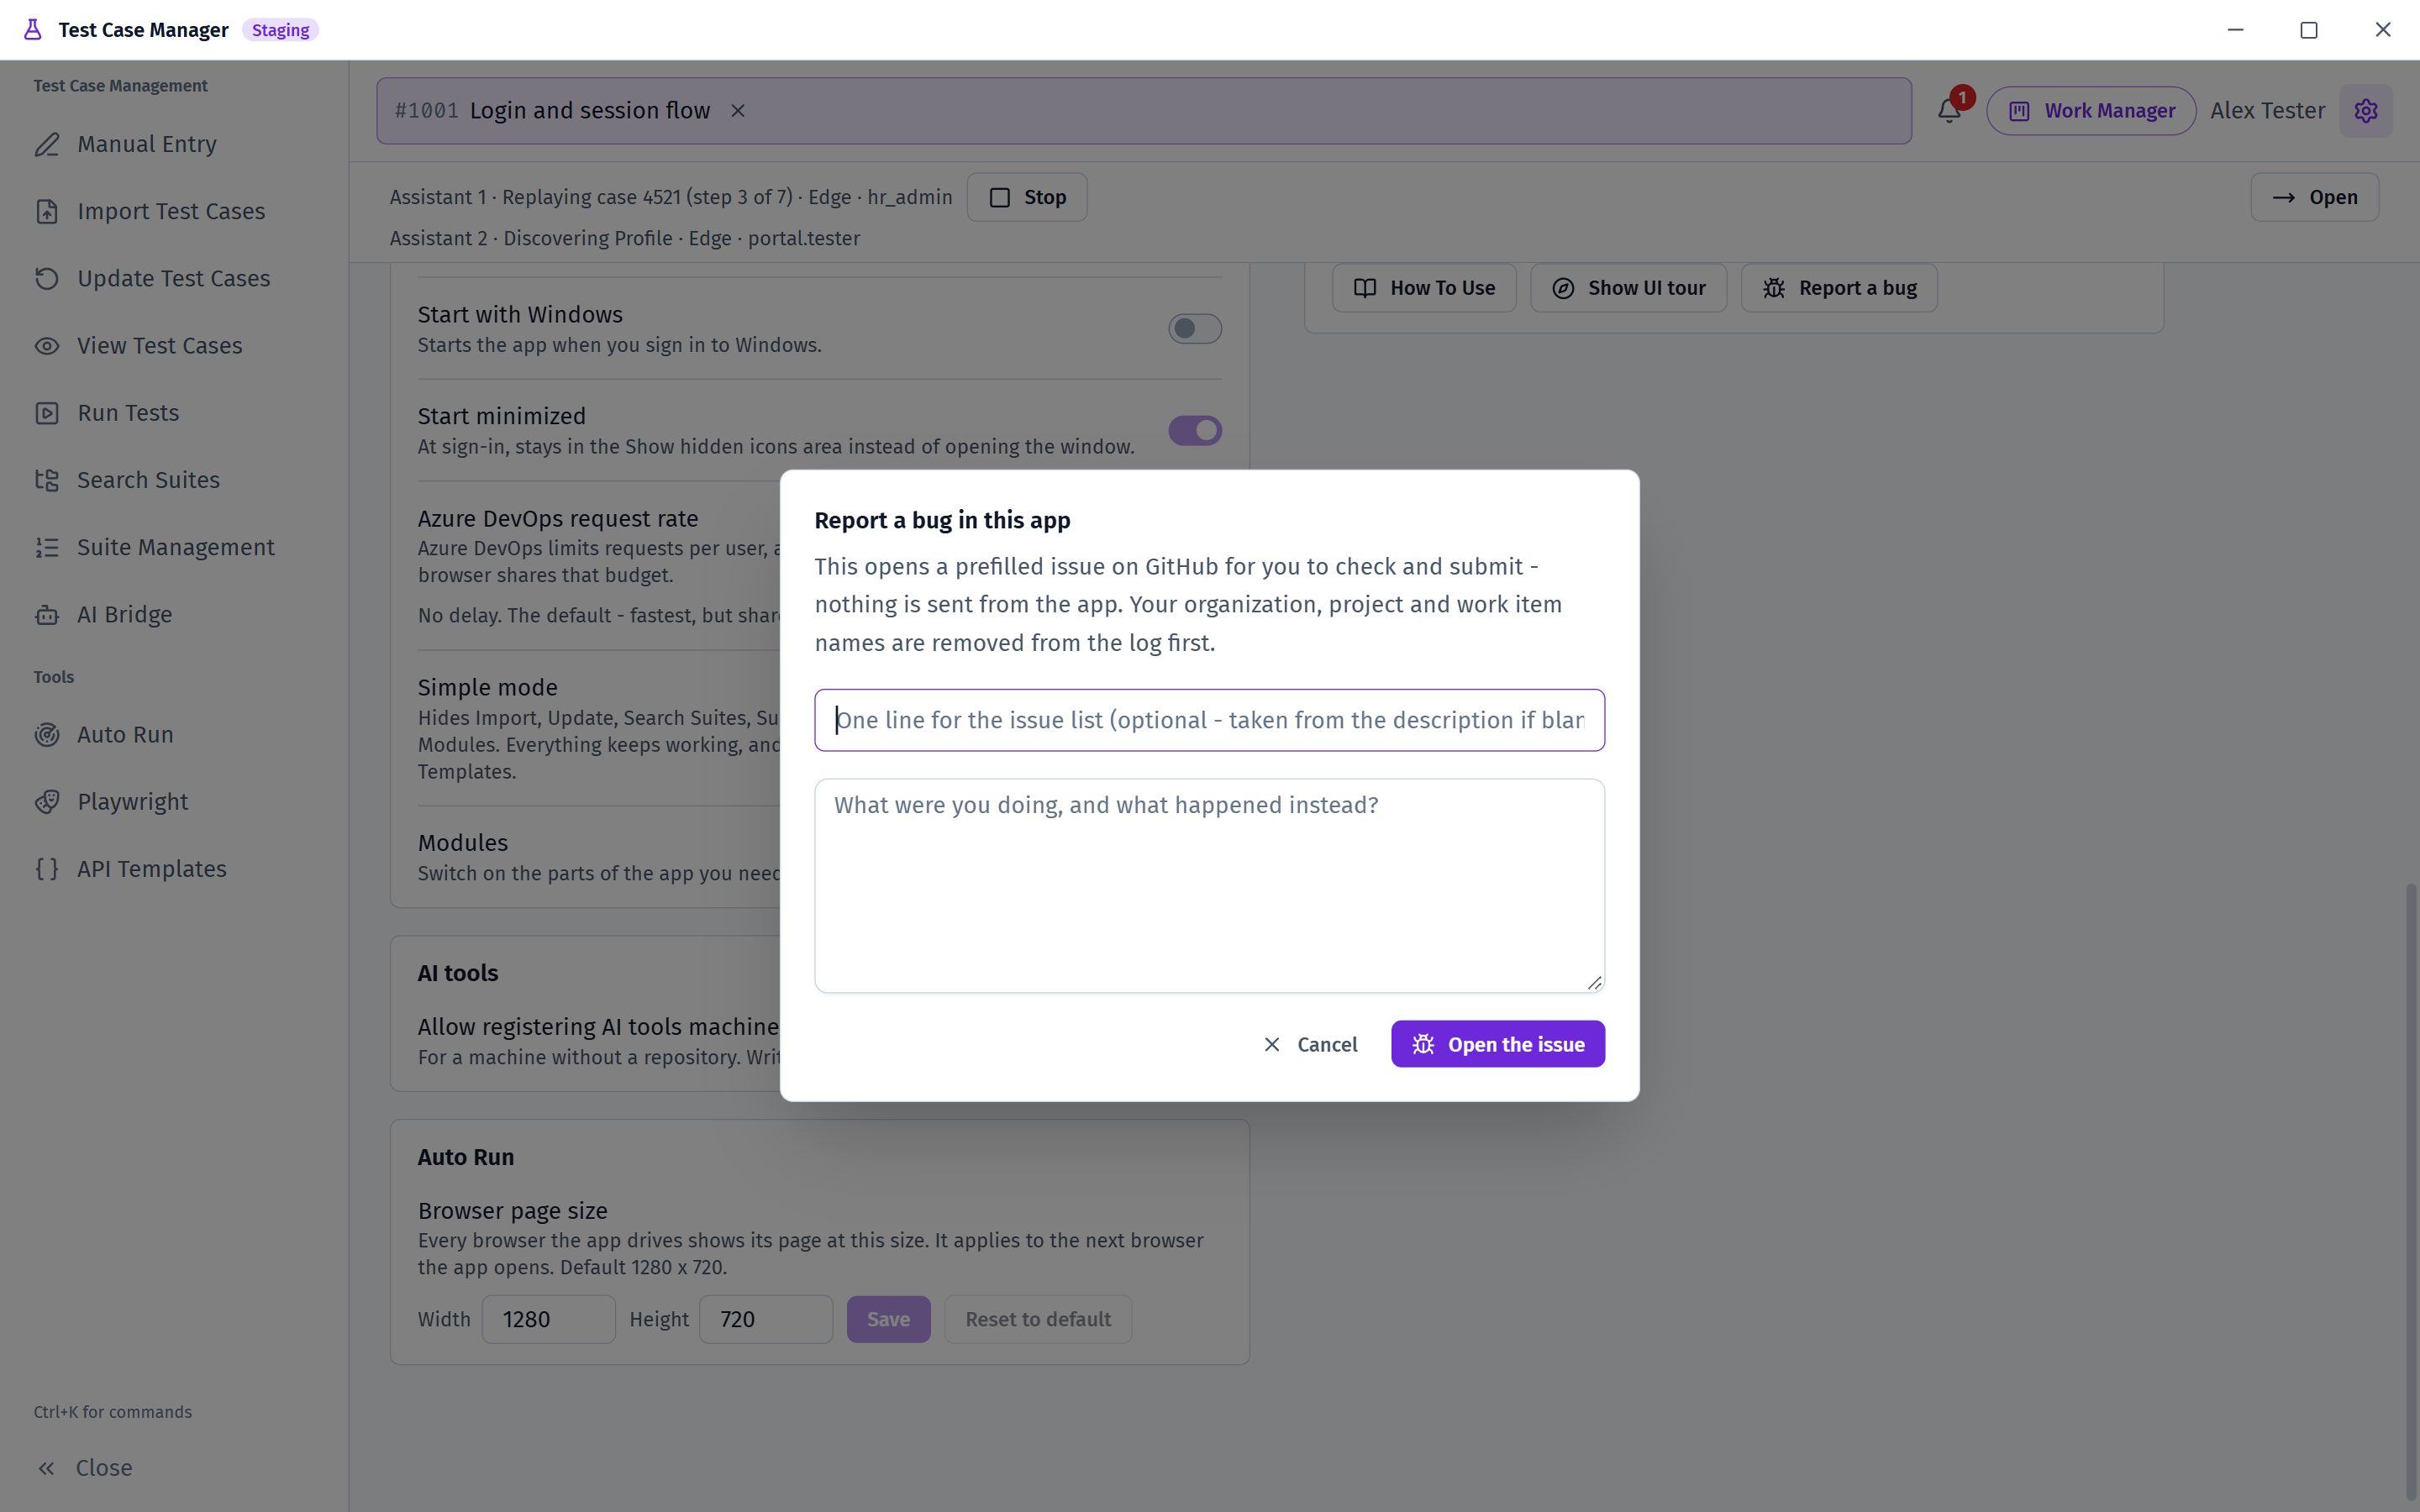 Test Case Manager Staging
Test Case Management
Manual Entry
Import Test Cases
Update Test Cases
View Test Cases
Run Tests
Search Suites
Suite Management
AI Bridge
Tools
Auto Run
Playwright
API Templates
Ctrl+K for commands
Close
#1001 Login and session flow
1
Work Manager
Alex Tester
Assistant 1 · Replaying case 4521 (step 3 of 7) · Edge · hr_admin Stop
Open
Assistant 2 · Discovering Profile · Edge · portal.tester
How To Use Show UI tour Report a bug
Start with Windows
Starts the app when you sign in to Windows.
Start minimized
At sign-in, stays in the Show hidden icons area instead of opening the window.
Azure DevOps request rate
Azure DevOps limits requests per user,
browser shares that budget.
No delay. The default - fastest, but
Simple mode
Hides Import, Update, Search Suites,
Modules. Everything keeps working,
Templates.
Modules
Switch on the parts of the app you
AI tools
Allow registering AI tools
For a machine without a repository.
Auto Run
Browser page size
Every browser the app drives shows its page at this size. It applies to the next browser
the app opens. Default 1280 x 720.
Width 1280 Height 720 Save Reset to default
Report a bug in this app
This opens a prefilled issue on GitHub for you to check and submit -
nothing is sent from the app. Your organization, project and work item
names are removed from the log first.
One line for the issue list (optional - taken from the description if
What were you doing, and what happened instead?
Cancel Open the issue